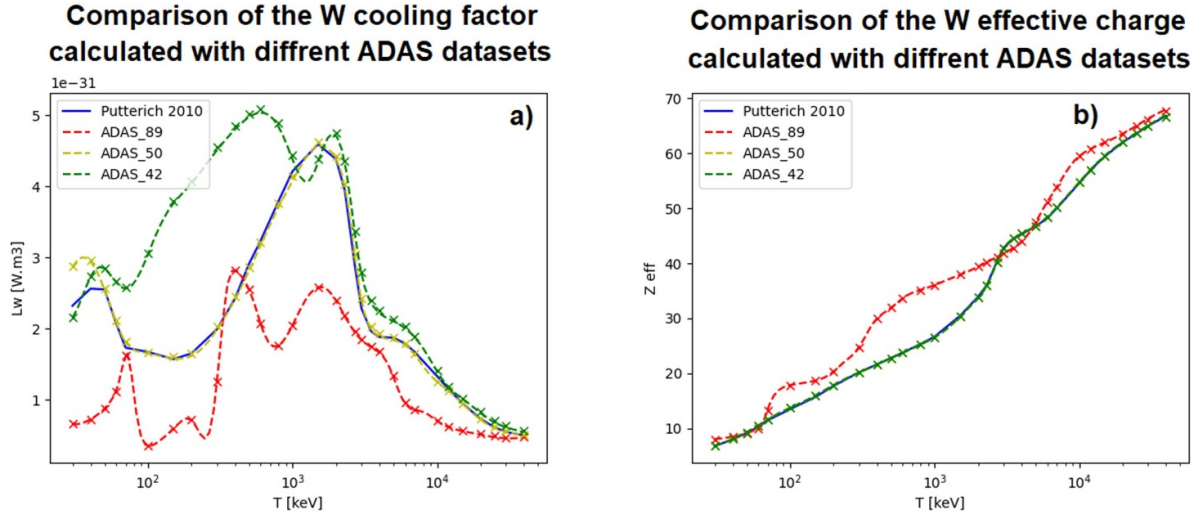 Comparison of the W cooling factor
calculated with diffrent ADAS datasets
1e−31
Putterich 2010
ADAS_89
ADAS_50
ADAS_42
a)
5
4
3
2
1
Lw [W.m3]
10²
10³
10⁴
T [keV]
Comparison of the W effective charge
calculated with diffrent ADAS datasets
Putterich 2010
ADAS_89
ADAS_50
ADAS_42
b)
70
60
50
40
30
20
10
Z eff
10²
10³
10⁴
T [keV]